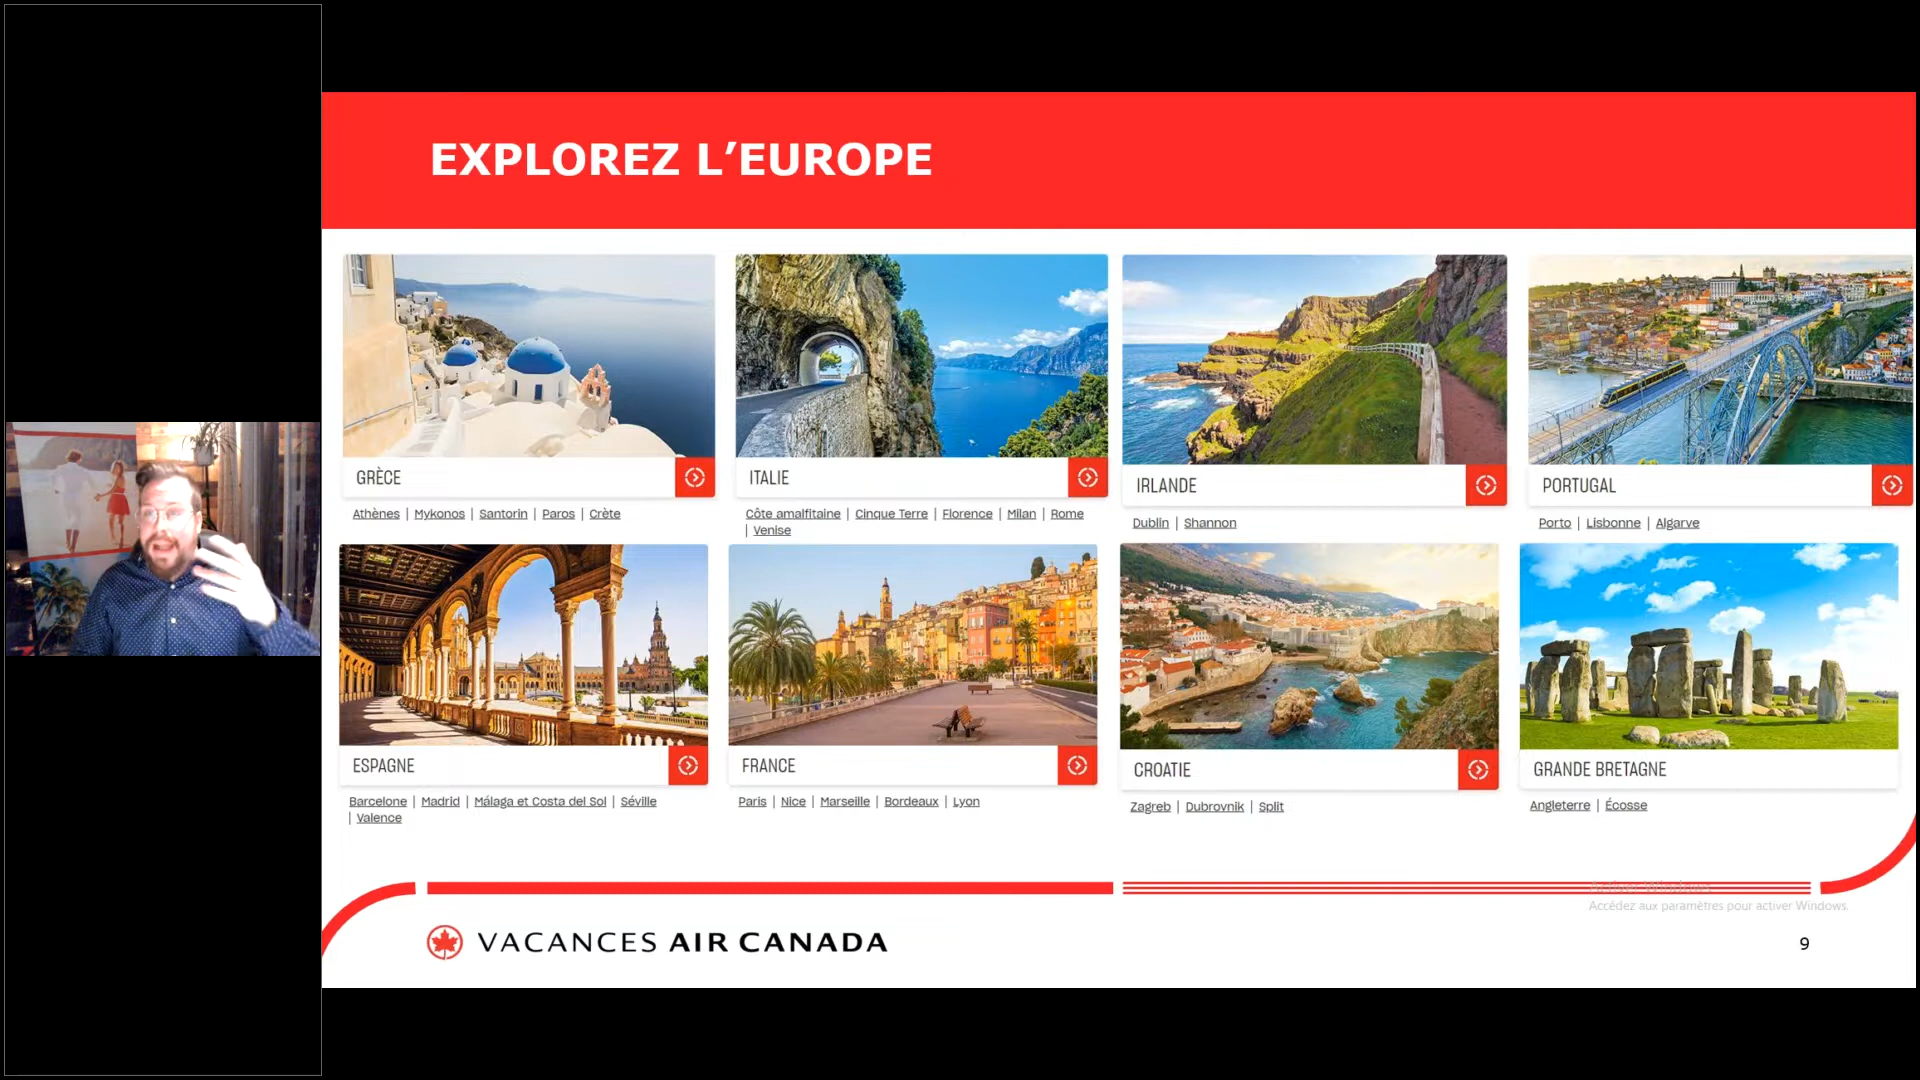 EXPLOREZ L’EUROPE
GRÈCE
Athènes | Mykonos | Santorin | Paros | Crète
ITALIE
Côte amalfitaine | Cinque Terre | Florence | Milan | Rome
| Venise
IRLANDE
Dublin | Shannon
PORTUGAL
Porto | Lisbonne | Algarve
ESPAGNE
Barcelone | Madrid | Málaga et Costa del Sol | Séville
| Valence
FRANCE
Paris | Nice | Marseille | Bordeaux | Lyon
CROATIE
Zagreb | Dubrovnik | Split
GRANDE BRETAGNE
Angleterre | Écosse
Activer Windows
Accédez aux paramètres pour activer Windows.
VACANCES AIR CANADA
9